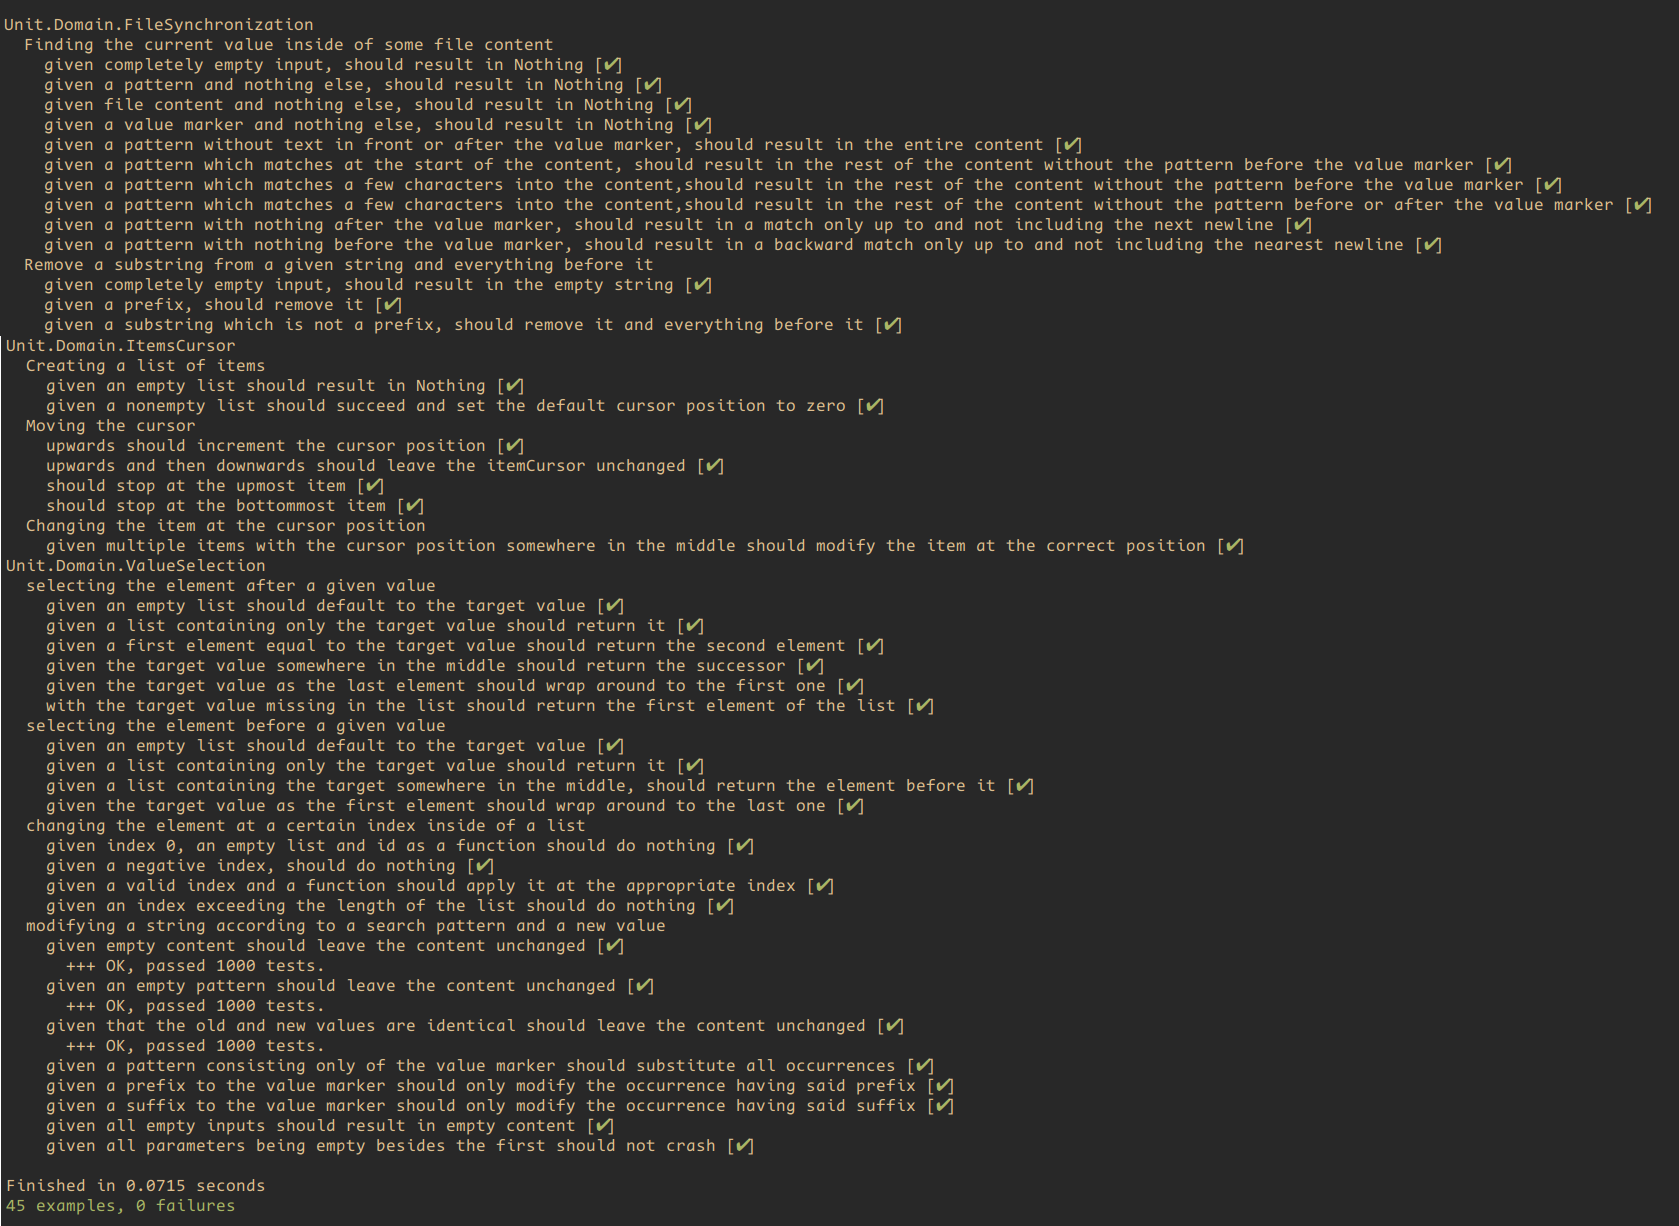 Unit.Domain.FileSynchronization
  Finding the current value inside of some file content
    given completely empty input, should result in Nothing [✔]
    given a pattern and nothing else, should result in Nothing [✔]
    given file content and nothing else, should result in Nothing [✔]
    given a value marker and nothing else, should result in Nothing [✔]
    given a pattern without text in front or after the value marker, should result in the entire content [✔]
    given a pattern which matches at the start of the content, should result in the rest of the content without the pattern before the value marker [✔]
    given a pattern which matches a few characters into the content,should result in the rest of the content without the pattern before the value marker [✔]
    given a pattern which matches a few characters into the content,should result in the rest of the content without the pattern before or after the value marker [✔]
    given a pattern with nothing after the value marker, should result in a match only up to and not including the next newline [✔]
    given a pattern with nothing before the value marker, should result in a backward match only up to and not including the nearest newline [✔]
  Remove a substring from a given string and everything before it
    given completely empty input, should result in the empty string [✔]
    given a prefix, should remove it [✔]
    given a substring which is not a prefix, should remove it and everything before it [✔]
Unit.Domain.ItemsCursor
  Creating a list of items
    given an empty list should result in Nothing [✔]
    given a nonempty list should succeed and set the default cursor position to zero [✔]
  Moving the cursor
    upwards should increment the cursor position [✔]
    upwards and then downwards should leave the itemCursor unchanged [✔]
    should stop at the upmost item [✔]
    should stop at the bottommost item [✔]
  Changing the item at the cursor position
    given multiple items with the cursor position somewhere in the middle should modify the item at the correct position [✔]
Unit.Domain.ValueSelection
  selecting the element after a given value
    given an empty list should default to the target value [✔]
    given a list containing only the target value should return it [✔]
    given a first element equal to the target value should return the second element [✔]
    given the target value somewhere in the middle should return the successor [✔]
    given the target value as the last element should wrap around to the first one [✔]
    with the target value missing in the list should return the first element of the list [✔]
  selecting the element before a given value
    given an empty list should default to the target value [✔]
    given a list containing only the target value should return it [✔]
    given a list containing the target somewhere in the middle, should return the element before it [✔]
    given the target value as the first element should wrap around to the last one [✔]
  changing the element at a certain index inside of a list
    given index 0, an empty list and id as a function should do nothing [✔]
    given a negative index, should do nothing [✔]
    given a valid index and a function should apply it at the appropriate index [✔]
    given an index exceeding the length of the list should do nothing [✔]
  modifying a string according to a search pattern and a new value
    given empty content should leave the content unchanged [✔]
      +++ OK, passed 1000 tests.
    given an empty pattern should leave the content unchanged [✔]
      +++ OK, passed 1000 tests.
    given that the old and new values are identical should leave the content unchanged [✔]
      +++ OK, passed 1000 tests.
    given a pattern consisting only of the value marker should substitute all occurrences [✔]
    given a prefix to the value marker should only modify the occurrence having said prefix [✔]
    given a suffix to the value marker should only modify the occurrence having said suffix [✔]
    given all empty inputs should result in empty content [✔]
    given all parameters being empty besides the first should not crash [✔]

Finished in 0.0715 seconds
45 examples, 0 failures